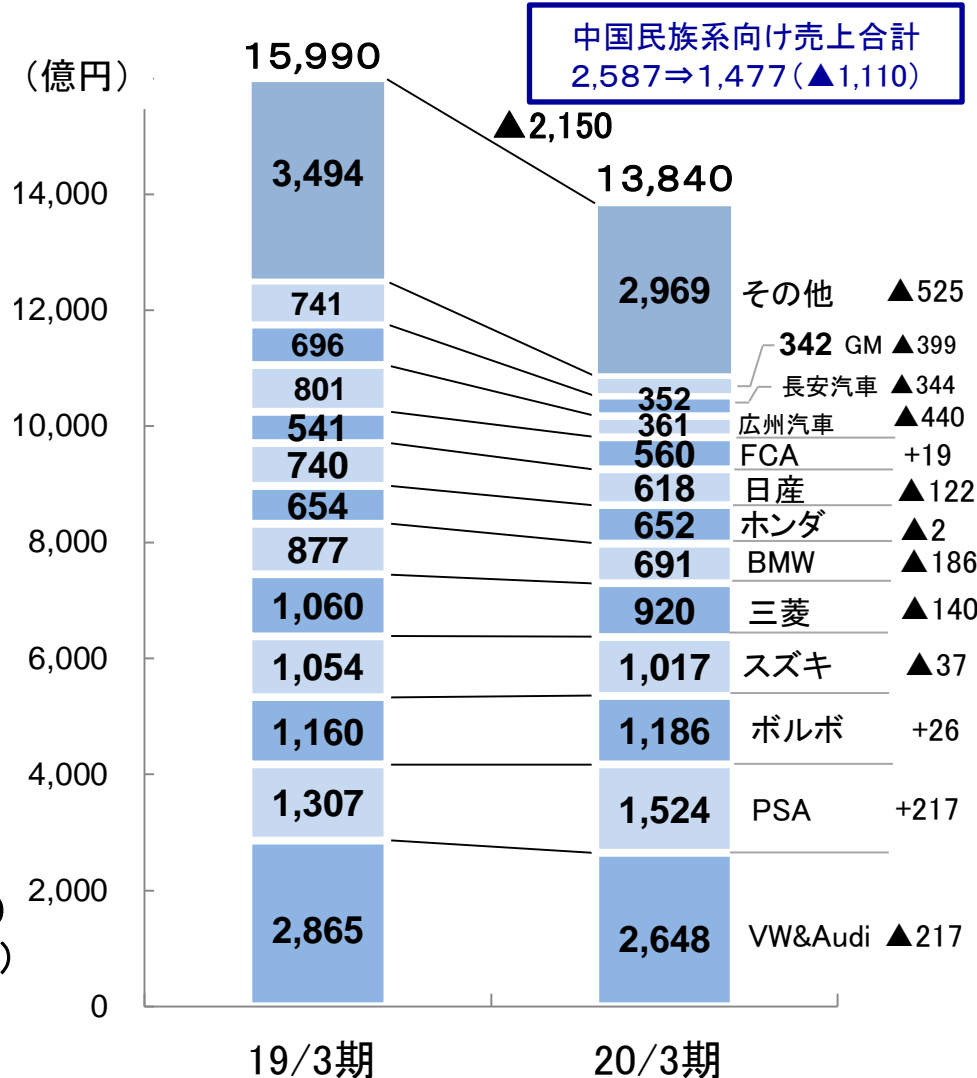 中国民族系向け売上合計
2,587⇒1,477(▲1,110)
(億円)
15,990
▲2,150
13,840
14,000
12,000
10,000
8,000
6,000
4,000
2,000
0
3,494
741
696
801
541
740
654
877
1,060
1,054
1,160
1,307
2,865
2,969 その他 ▲525
342 GM ▲399
352 長安汽車 ▲344
361 広州汽車 ▲440
560 FCA +19
618 日産 ▲122
652 ホンダ ▲2
691 BMW ▲186
920 三菱 ▲140
1,017 スズキ ▲37
1,186 ボルボ +26
1,524 PSA +217
2,648 VW&Audi ▲217
)
)
19/3期
20/3期